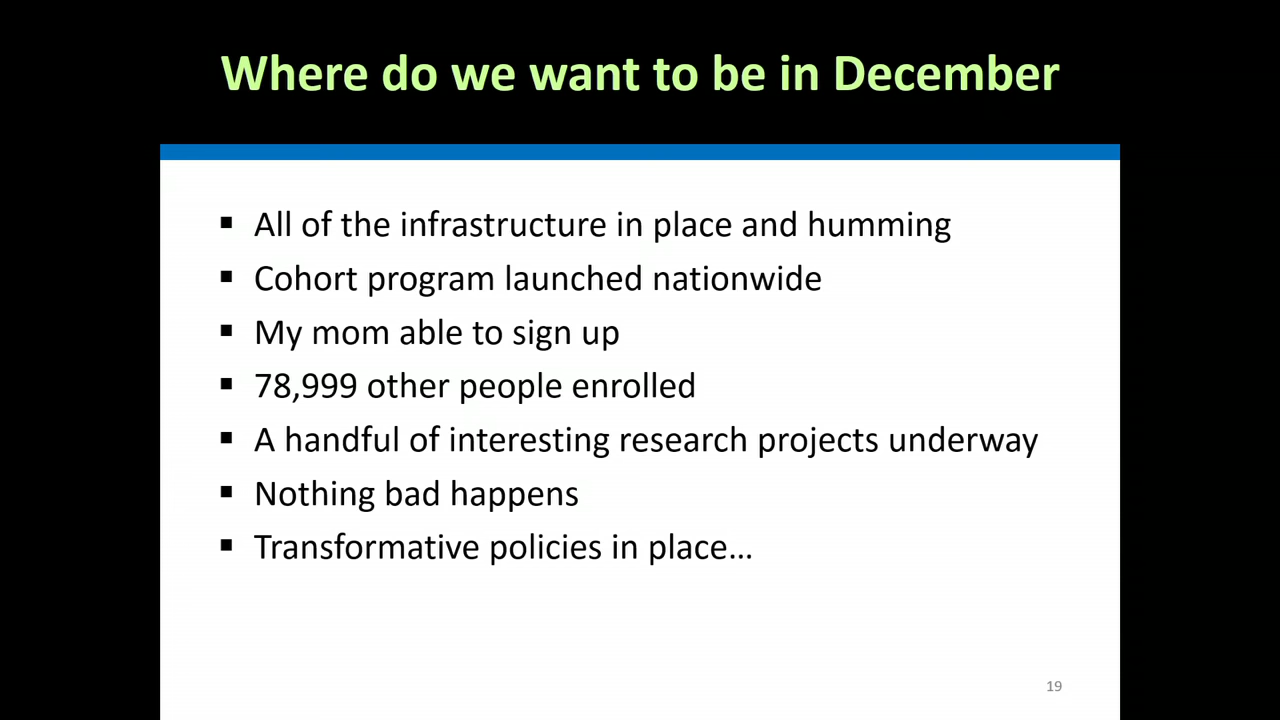 Where do we want to be in December
▪ All of the infrastructure in place and humming
▪ Cohort program launched nationwide
▪ My mom able to sign up
▪ 78,999 other people enrolled
▪ A handful of interesting research projects underway
▪ Nothing bad happens
▪ Transformative policies in place…
19